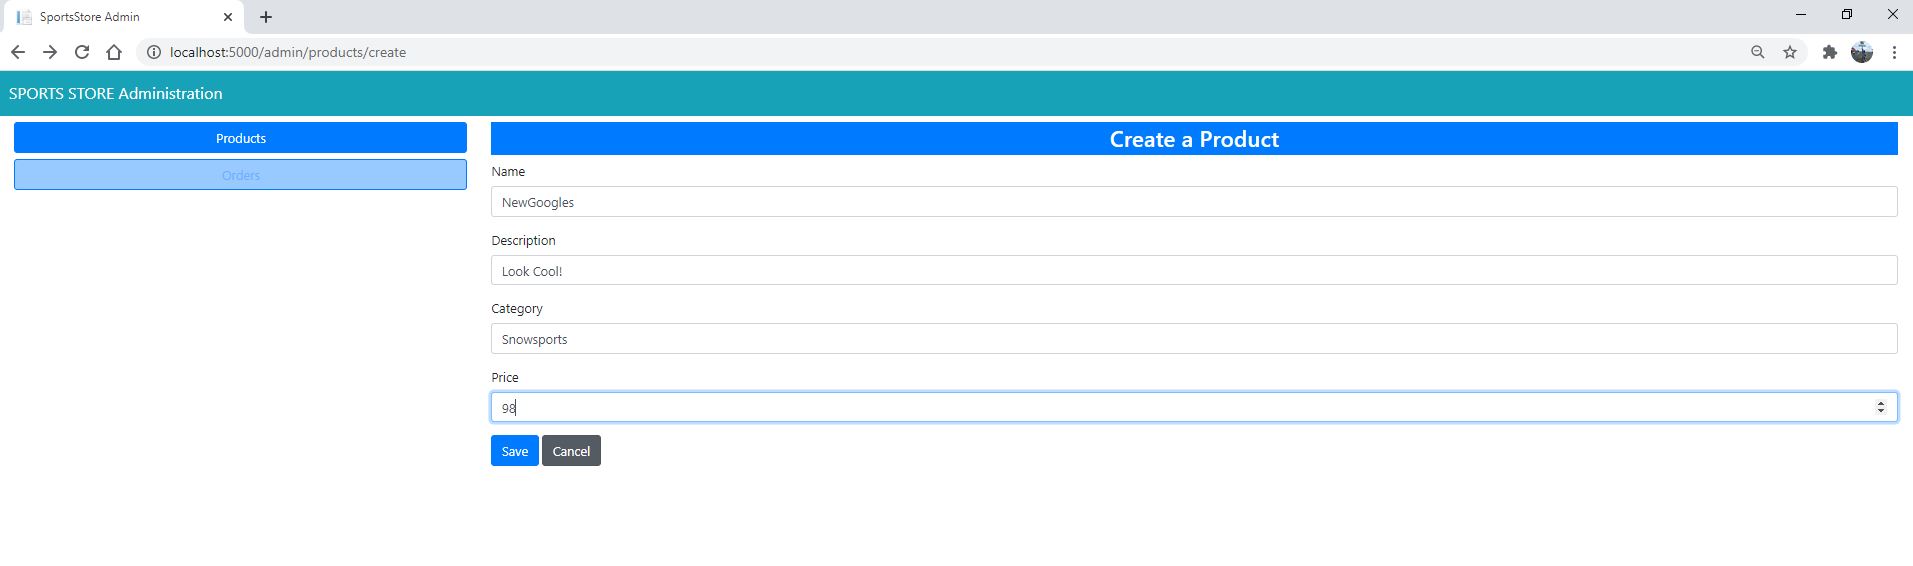 SportsStore Admin
localhost:5000/admin/products/create
SPORTS STORE Administration
Products
Orders
Create a Product
Name
NewGoogles
Description
Look Cool!
Category
Snowsports
Price
98
Save Cancel